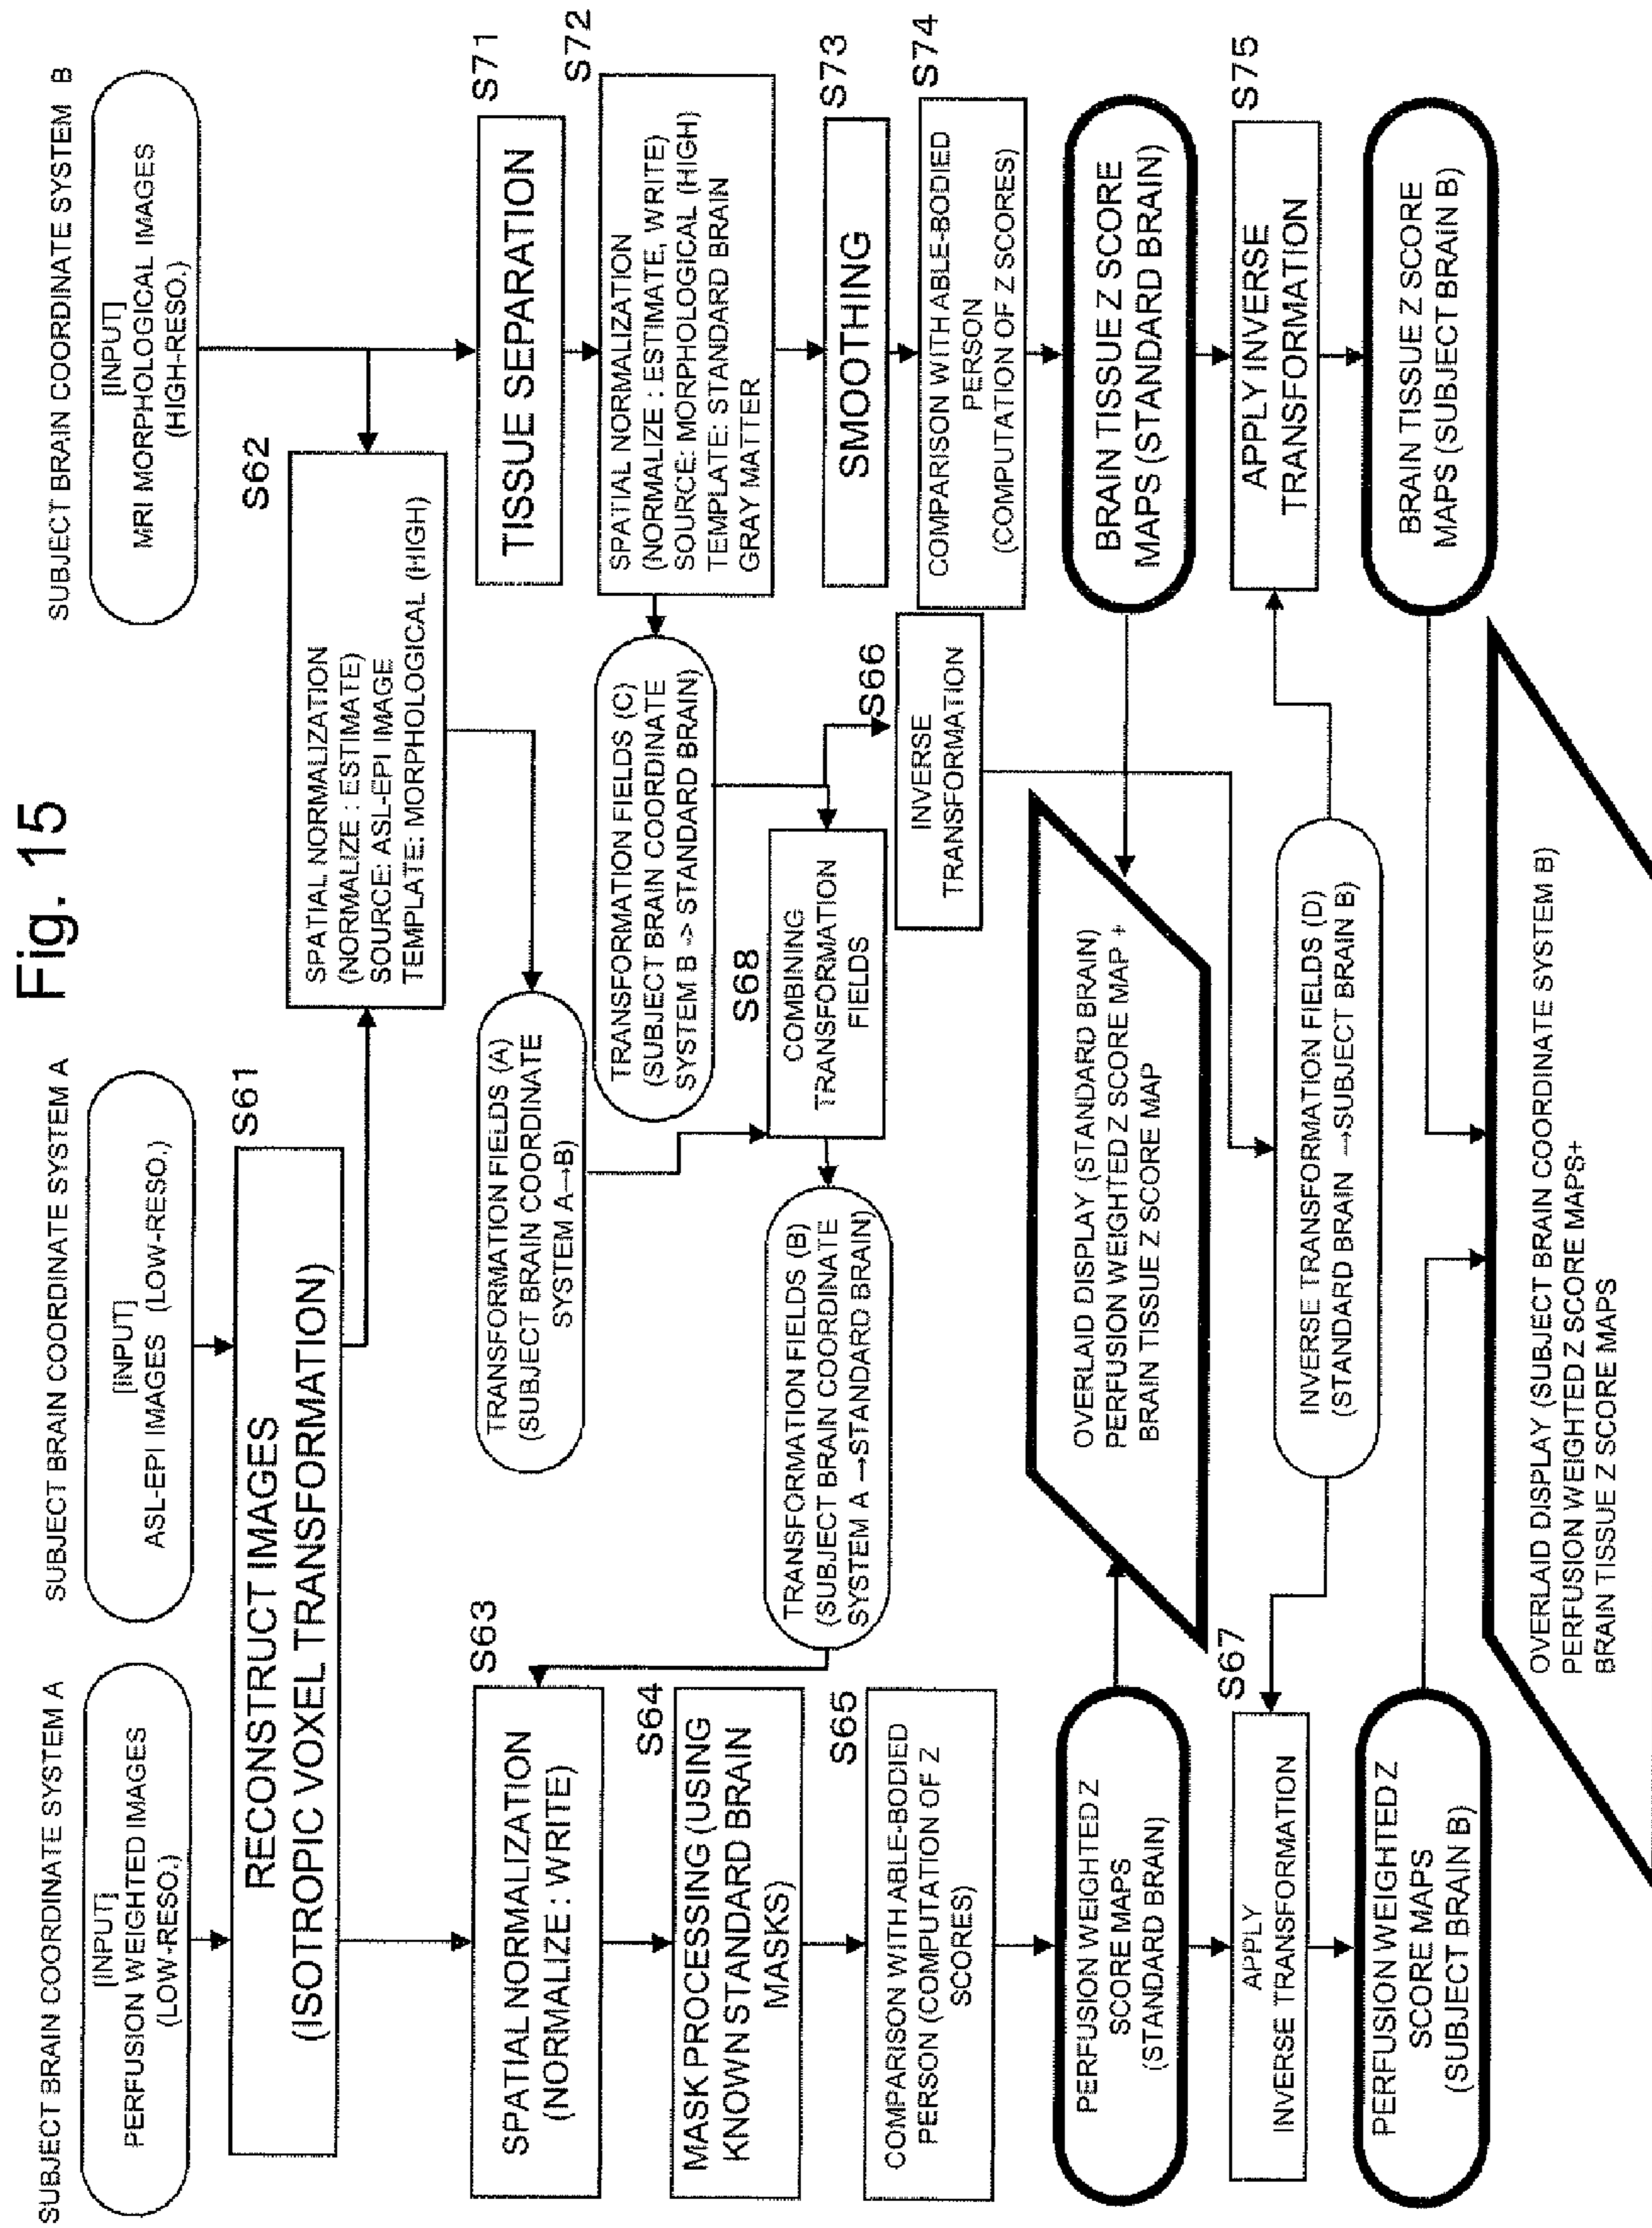 Fig. 15
SUBJECT BRAIN COORDINATE SYSTEM A
SUBJECT BRAIN COORDINATE SYSTEM A
SUBJECT BRAIN COORDINATE SYSTEM B
[INPUT]
PERFUSION WEIGHTED IMAGES
(LOW-RESO.)
[INPUT]
ASL-EPI IMAGES (LOW-RESO.)
[INPUT]
MRI MORPHOLOGICAL IMAGES
(HIGH-RESO.)
S61
RECONSTRUCT IMAGES
(ISOTROPIC VOXEL TRANSFORMATION)
S62
SPATIAL NORMALIZATION
(NORMALIZE : ESTIMATE)
SOURCE: ASL-EPI IMAGE
TEMPLATE: MORPHOLOGICAL (HIGH)
S71
TISSUE SEPARATION
S72
SPATIAL NORMALIZATION
(NORMALIZE : ESTIMATE, WRITE)
SOURCE: MORPHOLOGICAL (HIGH)
TEMPLATE: STANDARD BRAIN
GRAY MATTER
TRANSFORMATION FIELDS (A)
(SUBJECT BRAIN COORDINATE
SYSTEM A→B)
TRANSFORMATION FIELDS (C)
(SUBJECT BRAIN COORDINATE
SYSTEM B -> STANDARD BRAIN)
S63
SPATIAL NORMALIZATION
(NORMALIZE : WRITE)
S64
MASK PROCESSING (USING
KNOWN STANDARD BRAIN
MASKS)
S68
COMBINING
TRANSFORMATION
FIELDS
S66
INVERSE
TRANSFORMATION
S73
SMOOTHING
S74
COMPARISON WITH ABLE-BODIED
PERSON
(COMPUTATION OF Z SCORES)
TRANSFORMATION FIELDS (B)
(SUBJECT BRAIN COORDINATE
SYSTEM A →STANDARD BRAIN)
S65
COMPARISON WITH ABLE-BODIED
PERSON (COMPUTATION OF Z
SCORES)
PERFUSION WEIGHTED Z
SCORE MAPS
(STANDARD BRAIN)
OVERLAID DISPLAY (STANDARD BRAIN)
PERFUSION WEIGHTED Z SCORE MAP +
BRAIN TISSUE Z SCORE MAP
BRAIN TISSUE Z SCORE
MAPS (STANDARD BRAIN)
S67
APPLY
INVERSE TRANSFORMATION
INVERSE TRANSFORMATION FIELDS (D)
(STANDARD BRAIN →SUBJECT BRAIN B)
S75
APPLY INVERSE
TRANSFORMATION
PERFUSION WEIGHTED Z
SCORE MAPS
(SUBJECT BRAIN B)
BRAIN TISSUE Z SCORE
MAPS (SUBJECT BRAIN B)
OVERLAID DISPLAY (SUBJECT BRAIN COORDINATE SYSTEM B)
PERFUSION WEIGHTED Z SCORE MAPS+
BRAIN TISSUE Z SCORE MAPS